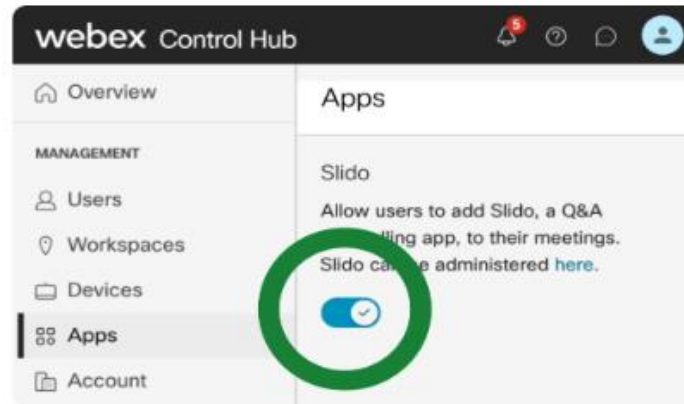 webex Control Hub
5
Overview
Apps
MANAGEMENT
Slido
Users
Allow users to add Slido, a Q&A
Workspaces
app, to their meetings.
Slido administered here.
Devices
Apps
Account